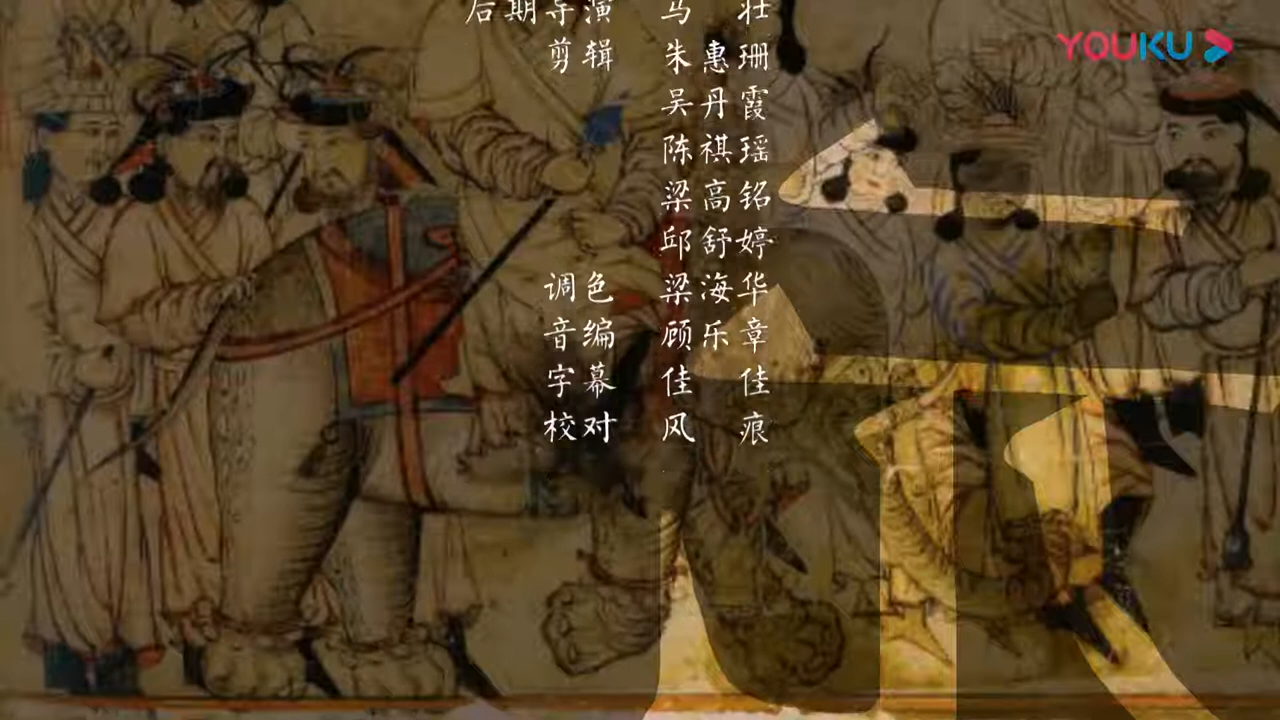 后期导演 马壮
YOUKU
剪辑 朱惠珊
吴丹霞
陈祺瑶
梁高铭
邱舒婷
调色 梁海华
音编 顾乐章
字幕 佳佳
校对 风痕